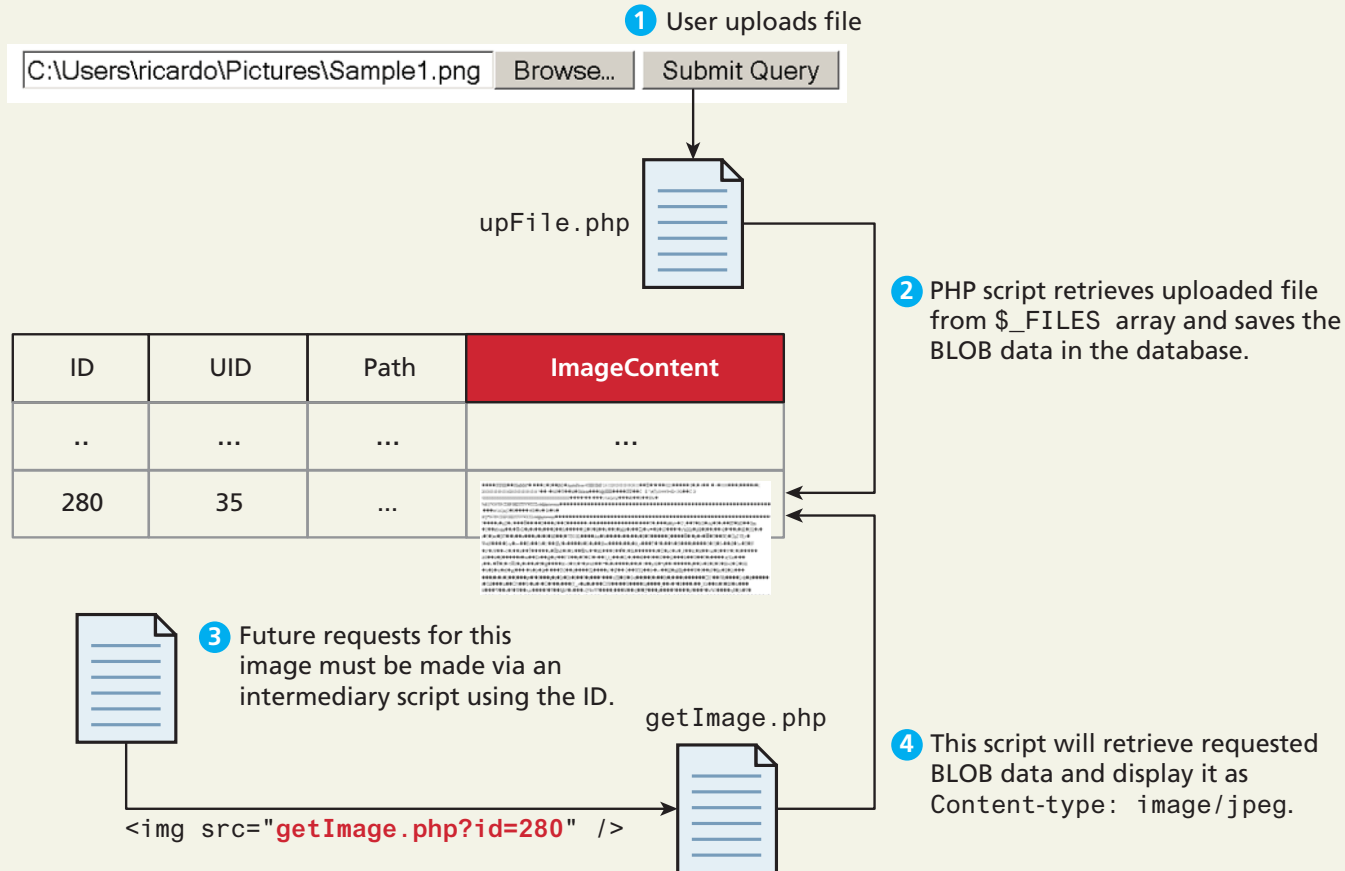 1 User uploads file
C:\Users\ricardo\Pictures\Sample1.png Browse... Submit Query
upFile.php
2 PHP script retrieves uploaded file
from $_FILES array and saves the
BLOB data in the database.
ID UID Path ImageContent
.. ... ... ...
280 35 ...
3 Future requests for this
image must be made via an
intermediary script using the ID.
getImage.php
4 This script will retrieve requested
BLOB data and display it as
Content-type: image/jpeg.
<img src="getImage.php?id=280" />